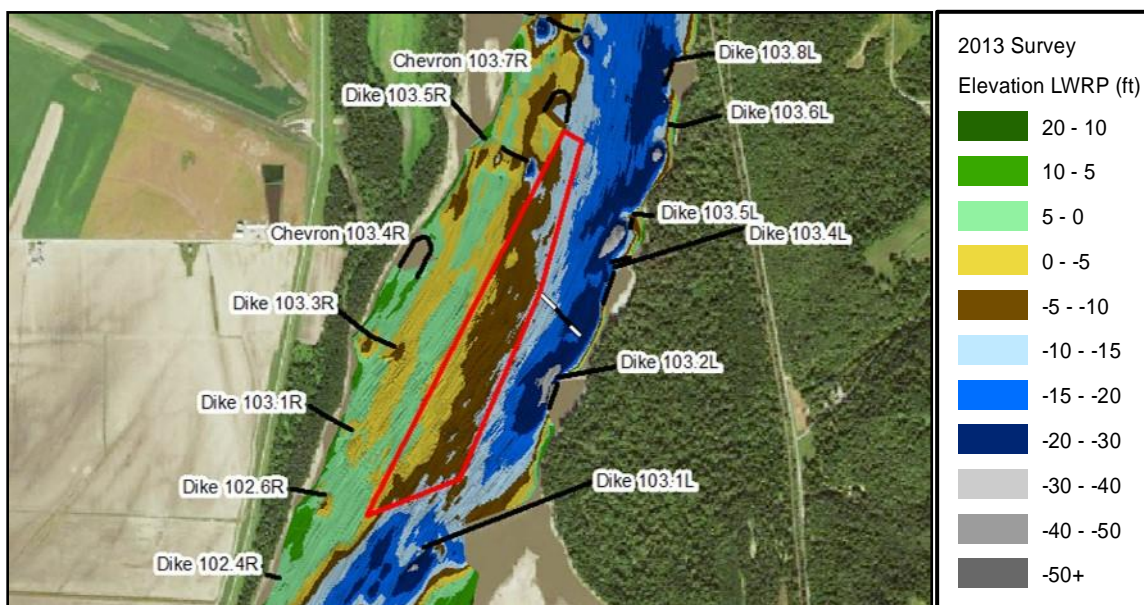 Chevron 103.7R
Dike 103.8L
Dike 103.5R
Dike 103.6L
Dike 103.5L
Chevron 103.4R
Dike 103.4L
Dike 103.3R
Dike 103.2L
Dike 103.1R
Dike 103.1L
Dike 102.6R
Dike 102.4R
2013 Survey
Elevation LWRP (ft)
20 - 10
10 - 5
5 - 0
0 - -5
-5 - -10
-10 - -15
-15 - -20
-20 - -30
-30 - -40
-40 - -50
-50+